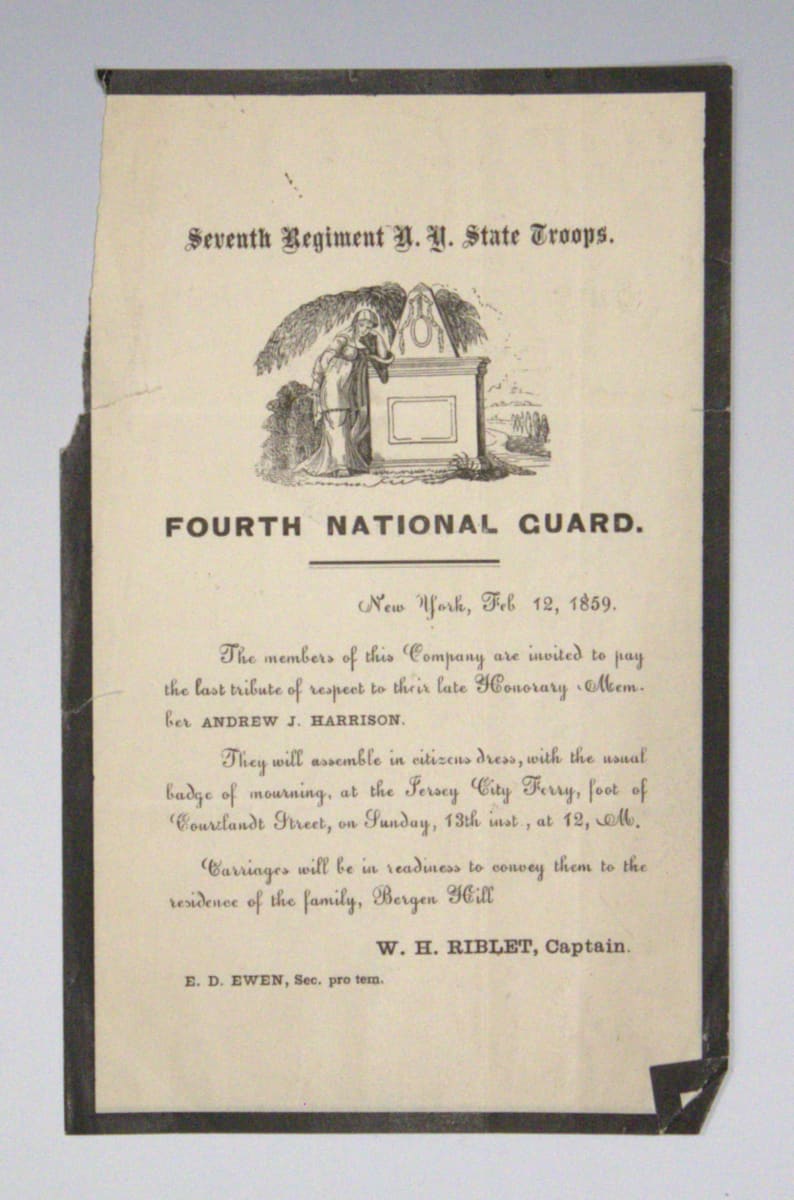 Seventh Regiment N. Y. State Troops.
FOURTH NATIONAL GUARD.
New York, Feb 12, 1859.
The members of this Company are invited to pay
the last tribute of respect to their late Honorary Mem-
ber ANDREW J. HARRISON.
They will assemble in citizens dress, with the usual
badge of mourning, at the Jersey City Ferry, foot of
Courtlandt Street, on Sunday, 13th inst., at 12, M.
Carriages will be in readiness to convey them to the
residence of the family, Bergen Hill
W. H. RIBLET, Captain.
E. D. EWEN, Sec. pro tem.